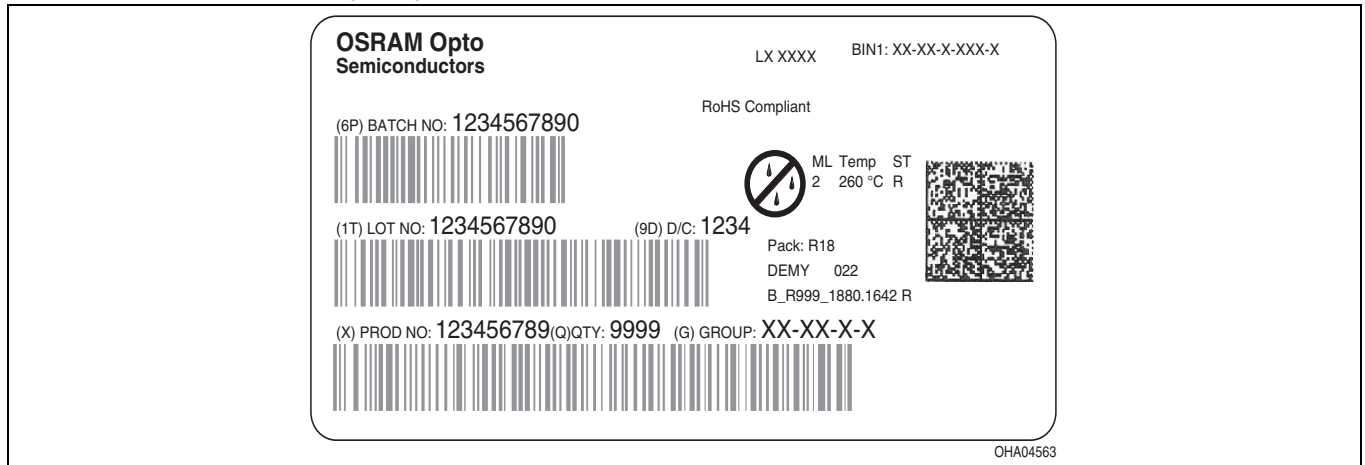 OSRAM Opto
Semiconductors
LX XXXX
BIN1: XX-XX-X-XXX-X
RoHS Compliant
(6P) BATCH NO: 1234567890
ML Temp ST
2 260 °C R
(1T) LOT NO: 1234567890
(9D) D/C: 1234
Pack: R18
DEMY 022
B_R999_1880.1642 R
(X) PROD NO: 123456789(Q)QTY: 9999 (G) GROUP: XX-XX-X-X
OHA04563